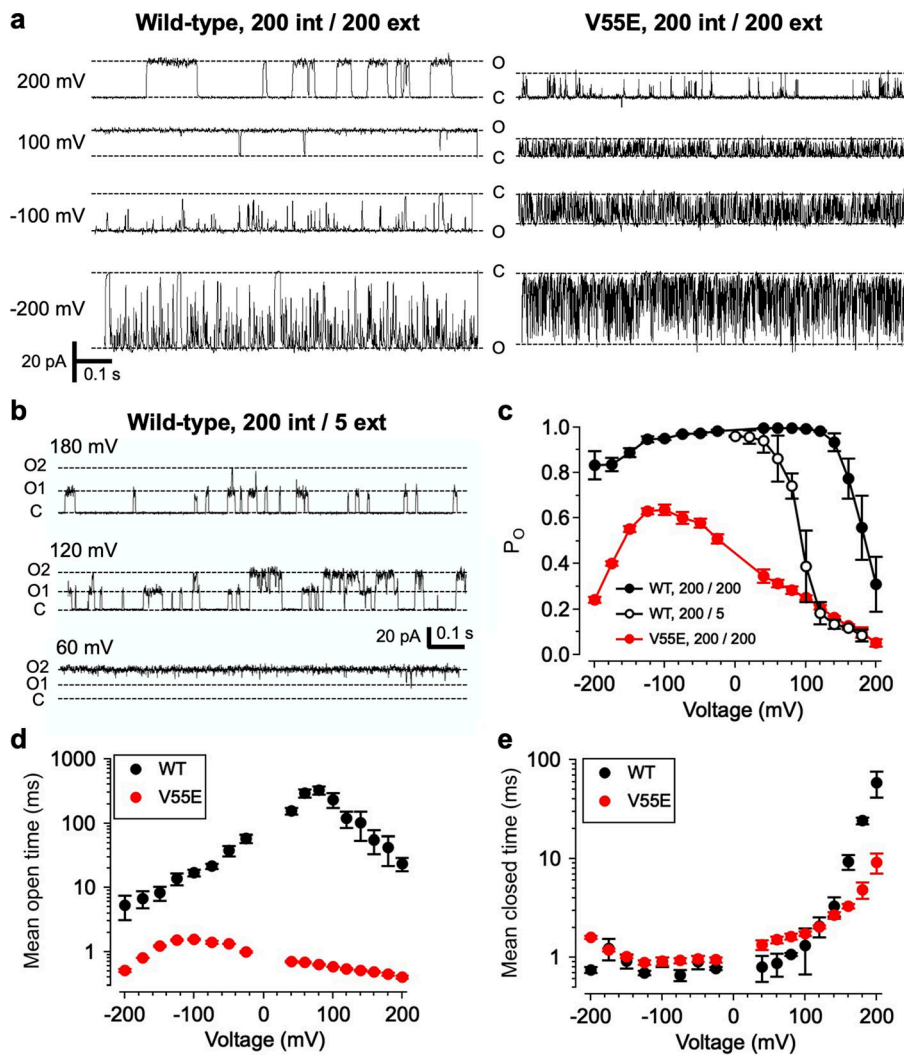 a
Wild-type, 200 int / 200 ext
V55E, 200 int / 200 ext
200 mV
O
C
100 mV
O
C
-100 mV
C
O
-200 mV
C
O
20 pA
0.1 s
b
Wild-type, 200 int / 5 ext
180 mV
O2
O1
C
120 mV
O2
O1
C
20 pA
0.1 s
60 mV
O2
O1
C
c
1.0
0.8
0.6
0.4
0.2
0.0
PO
WT, 200 / 200
WT, 200 / 5
V55E, 200 / 200
-200 -100 0 100 200
Voltage (mV)
d
1000
100
10
1
Mean open time (ms)
WT
V55E
-200 -100 0 100 200
Voltage (mV)
e
100
10
1
Mean closed time (ms)
WT
V55E
-200 -100 0 100 200
Voltage (mV)